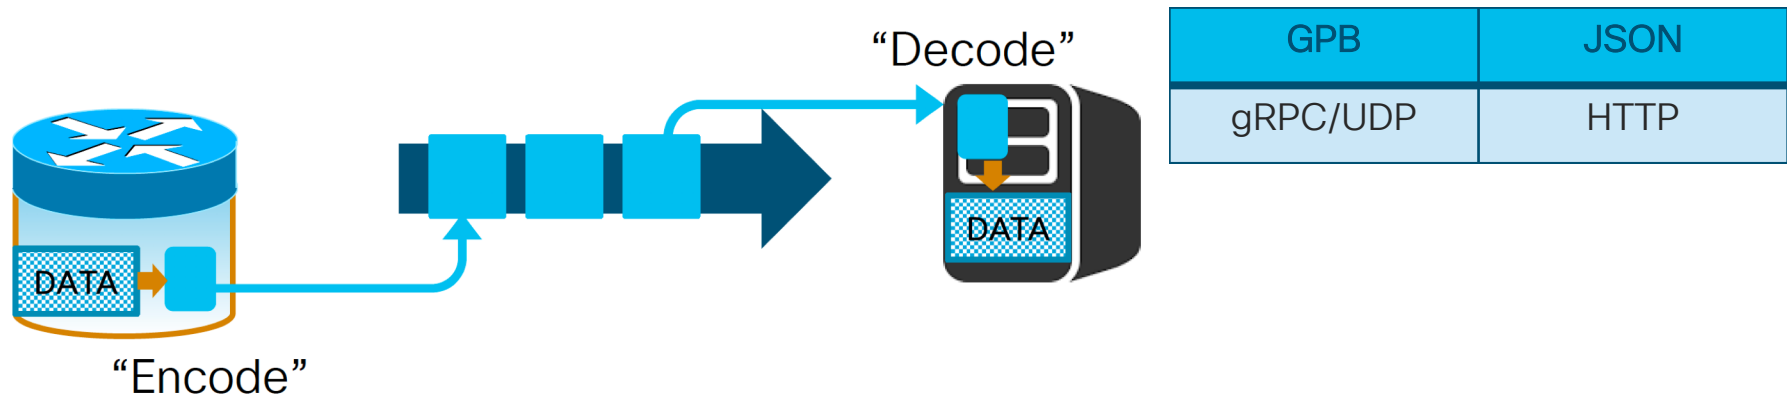 “Decode”
GPB JSON
gRPC/UDP HTTP
DATA
DATA
“Encode”